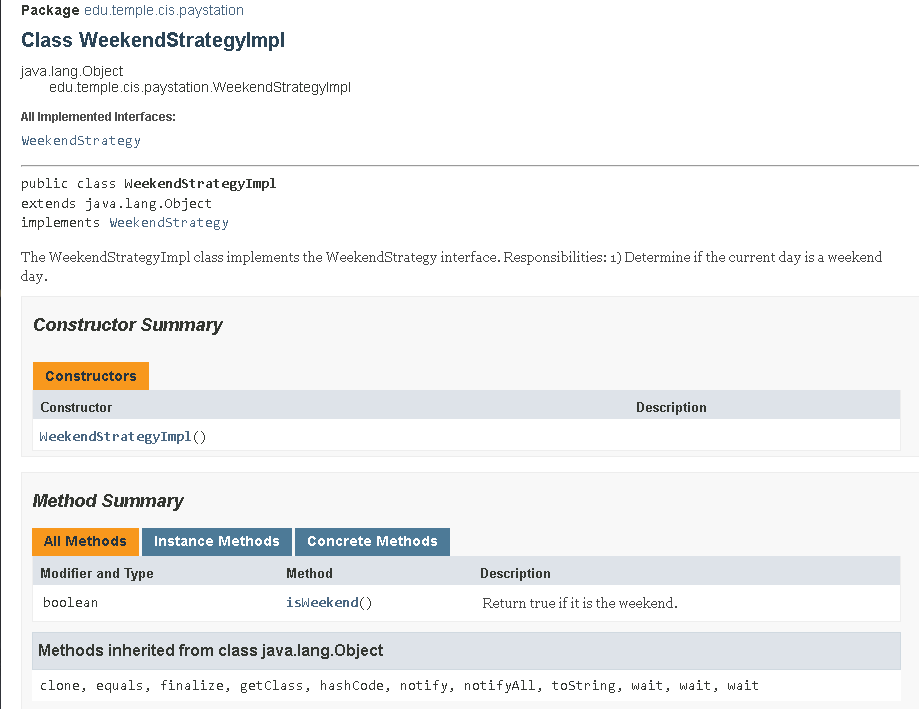 Package edu.temple.cis.paystation
Class WeekendStrategyImpl
java.lang.Object
edu.temple.cis.paystation.WeekendStrategyImpl
All Implemented Interfaces:
WeekendStrategy
public class WeekendStrategyImpl
extends java.lang.Object
implements WeekendStrategy
The WeekendStrategyImpl class implements the WeekendStrategy interface. Responsibilities: 1) Determine if the current day is a weekend
day.
Constructor Summary
Constructors
Constructor Description
WeekendStrategyImpl()
Method Summary
All Methods Instance Methods Concrete Methods
Modifier and Type Method Description
boolean isWeekend() Return true if it is the weekend.
Methods inherited from class java.lang.Object
clone, equals, finalize, getClass, hashCode, notify, notifyAll, toString, wait, wait, wait